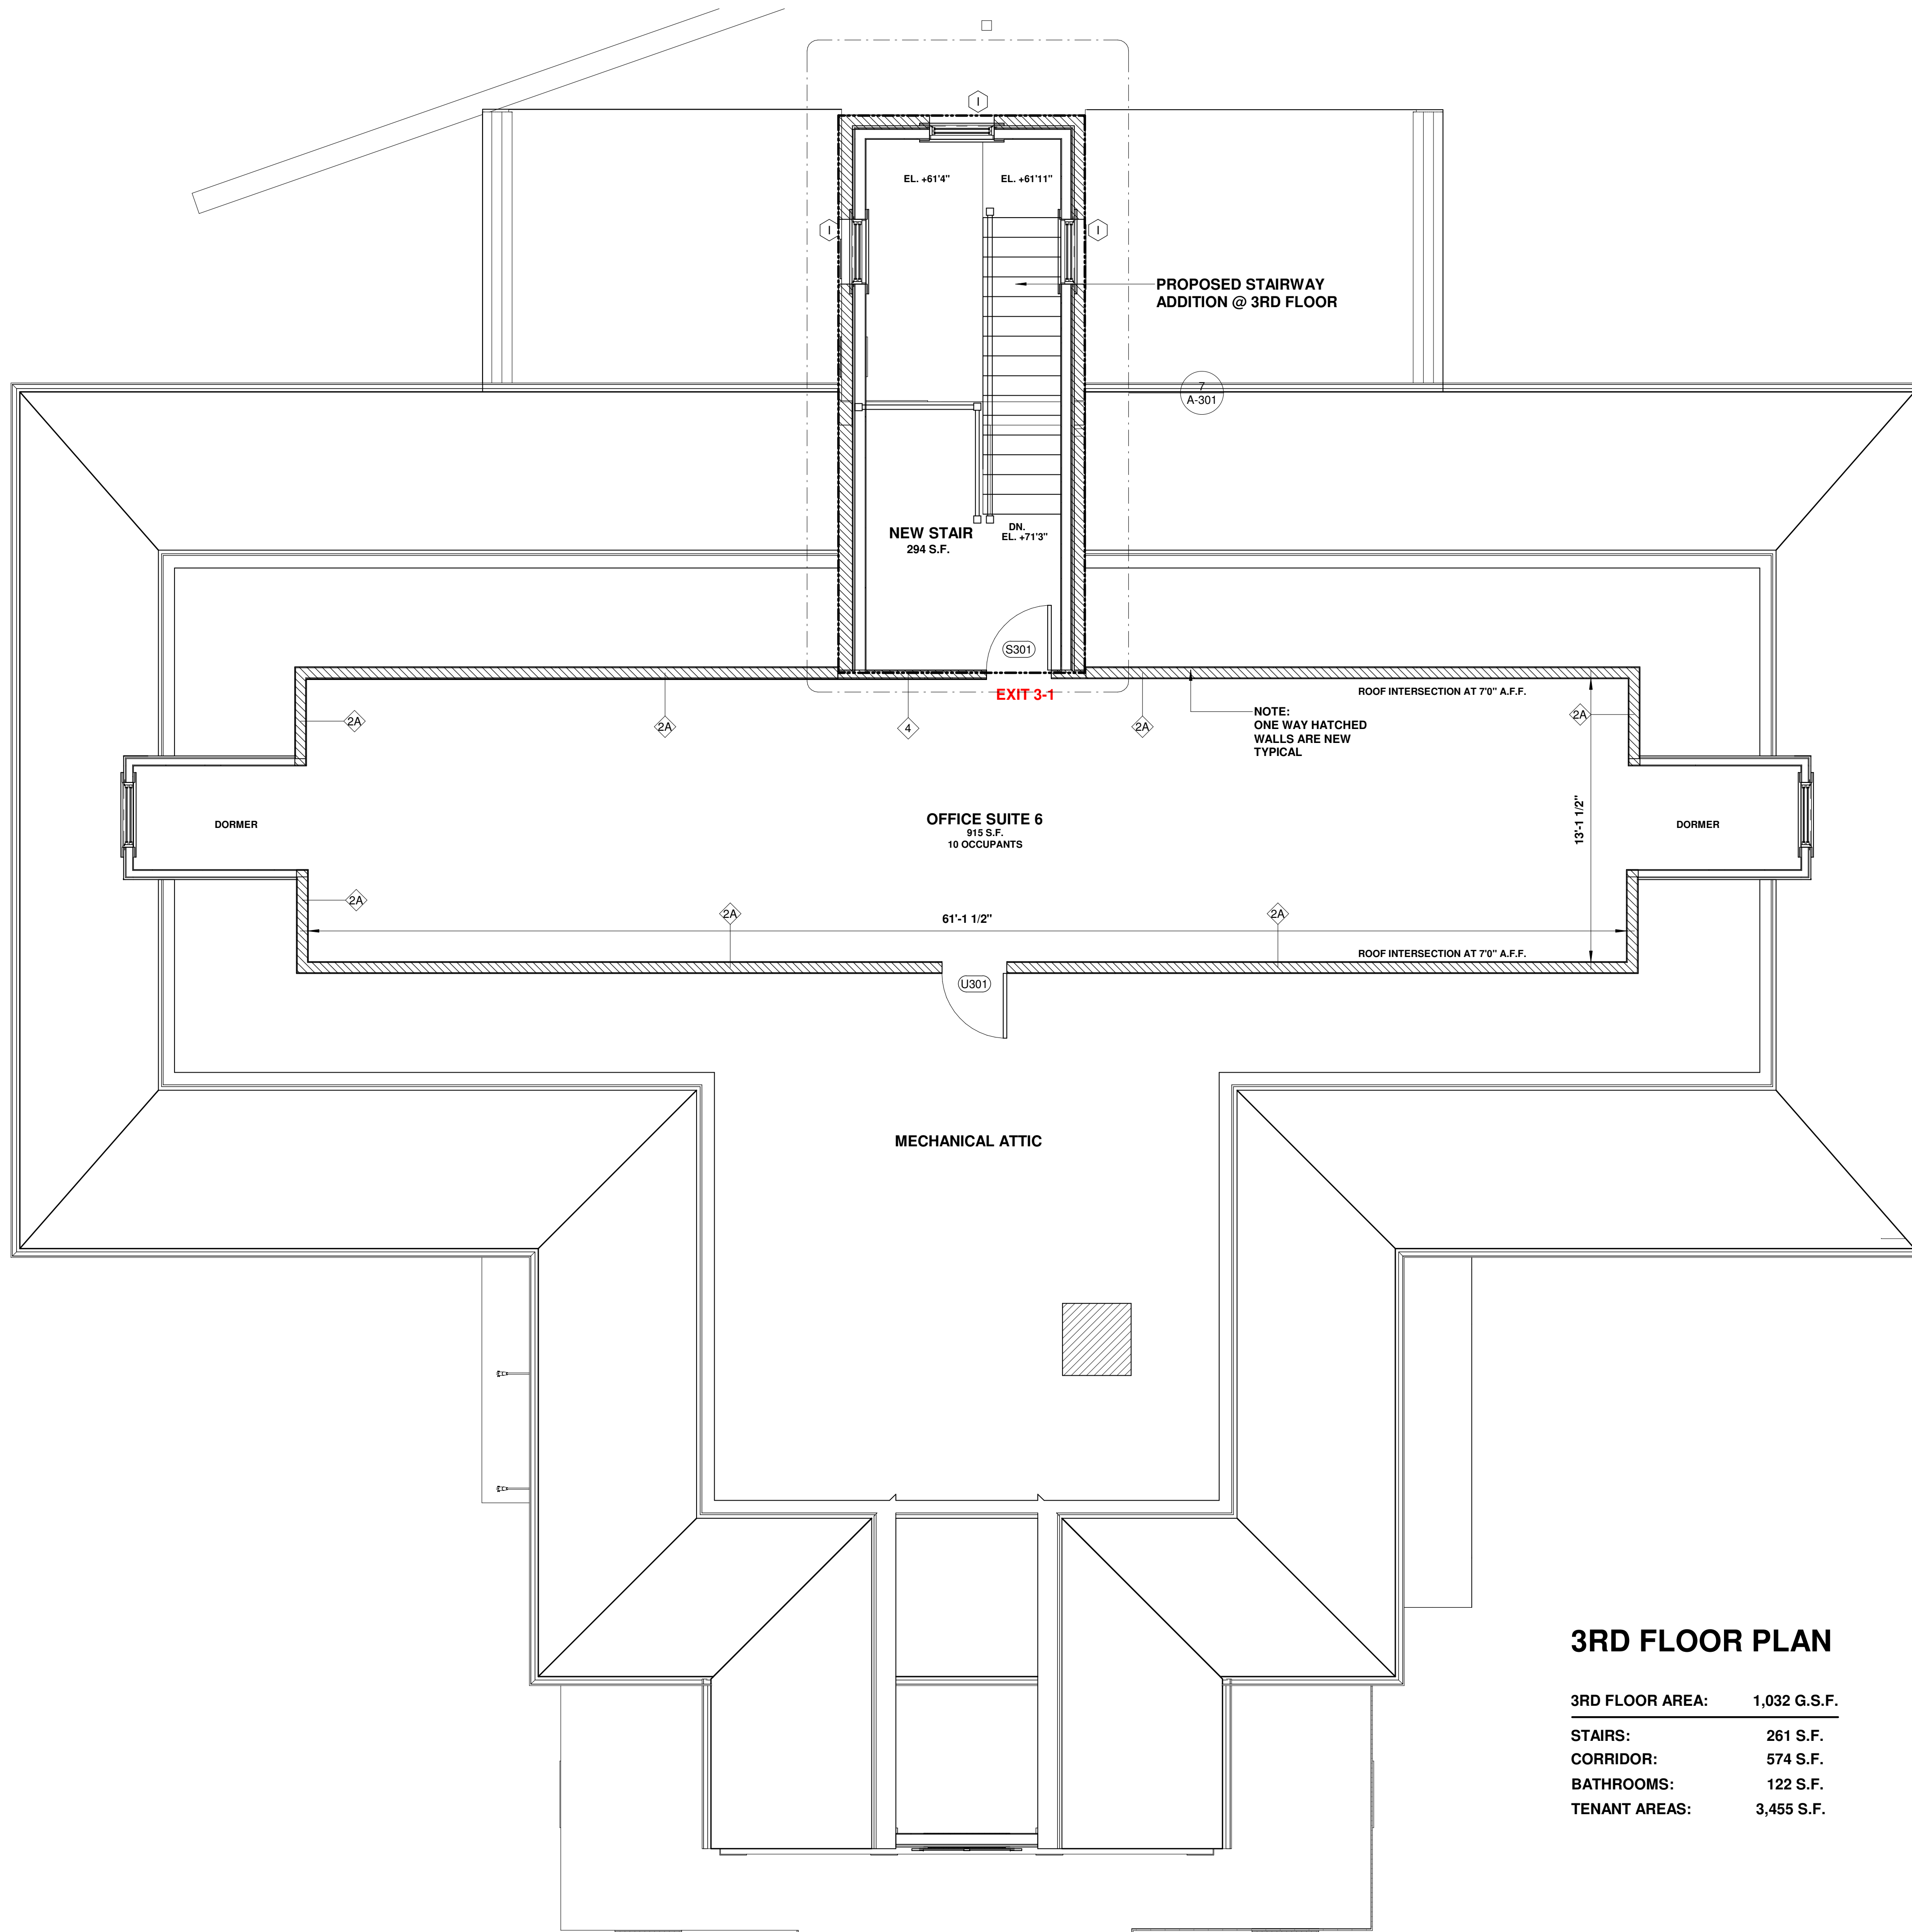 I
EL. +61'4"
EL. +61'11"
I
I
PROPOSED STAIRWAY
ADDITION @ 3RD FLOOR
7
A-301
NEW STAIR
294 S.F.
DN.
EL. +71'3"
S301
EXIT 3-1
ROOF INTERSECTION AT 7'0" A.F.F.
NOTE:
ONE WAY HATCHED
WALLS ARE NEW
TYPICAL
2A
2A
4
2A
2A
DORMER
OFFICE SUITE 6
915 S.F.
10 OCCUPANTS
13'-1 1/2"
DORMER
2A
2A
61'-1 1/2"
2A
ROOF INTERSECTION AT 7'0" A.F.F.
U301
MECHANICAL ATTIC
3RD FLOOR PLAN
3RD FLOOR AREA: 1,032 G.S.F.
STAIRS: 261 S.F.
CORRIDOR: 574 S.F.
BATHROOMS: 122 S.F.
TENANT AREAS: 3,455 S.F.